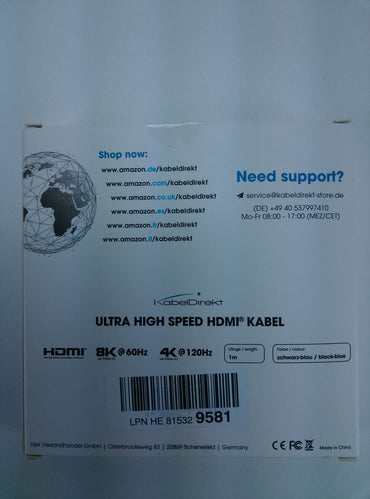 Shop now:
www.amazon.de/kabeldirekt
www.amazon.com/kabeldirekt
www.amazon.co.uk/kabeldirekt
www.amazon.es/kabeldirekt
www.amazon.fr/kabeldirekt
www.amazon.it/kabeldirekt
Need support?
service@kabeldirekt-store.de
(DE) +49 40 537997410
Mo-Fr 08:00 - 17:00 (MEZ/CET)
KabelDirekt
ULTRA HIGH SPEED HDMI® KABEL
HDMI 8K@60Hz 4K@120Hz
Länge / length:
1m
Farbe / colour:
schwarz-blau / black-blue
LPN HE 81532 9581
idel Versandhandel GmbH | Osterbrooksweg 53 | 22869 Schenefeld | Germany
CE FC Made in China